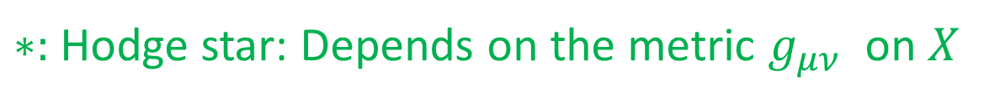 ∗: Hodge star: Depends on the metric 𝑔𝜇𝜈 on 𝑋